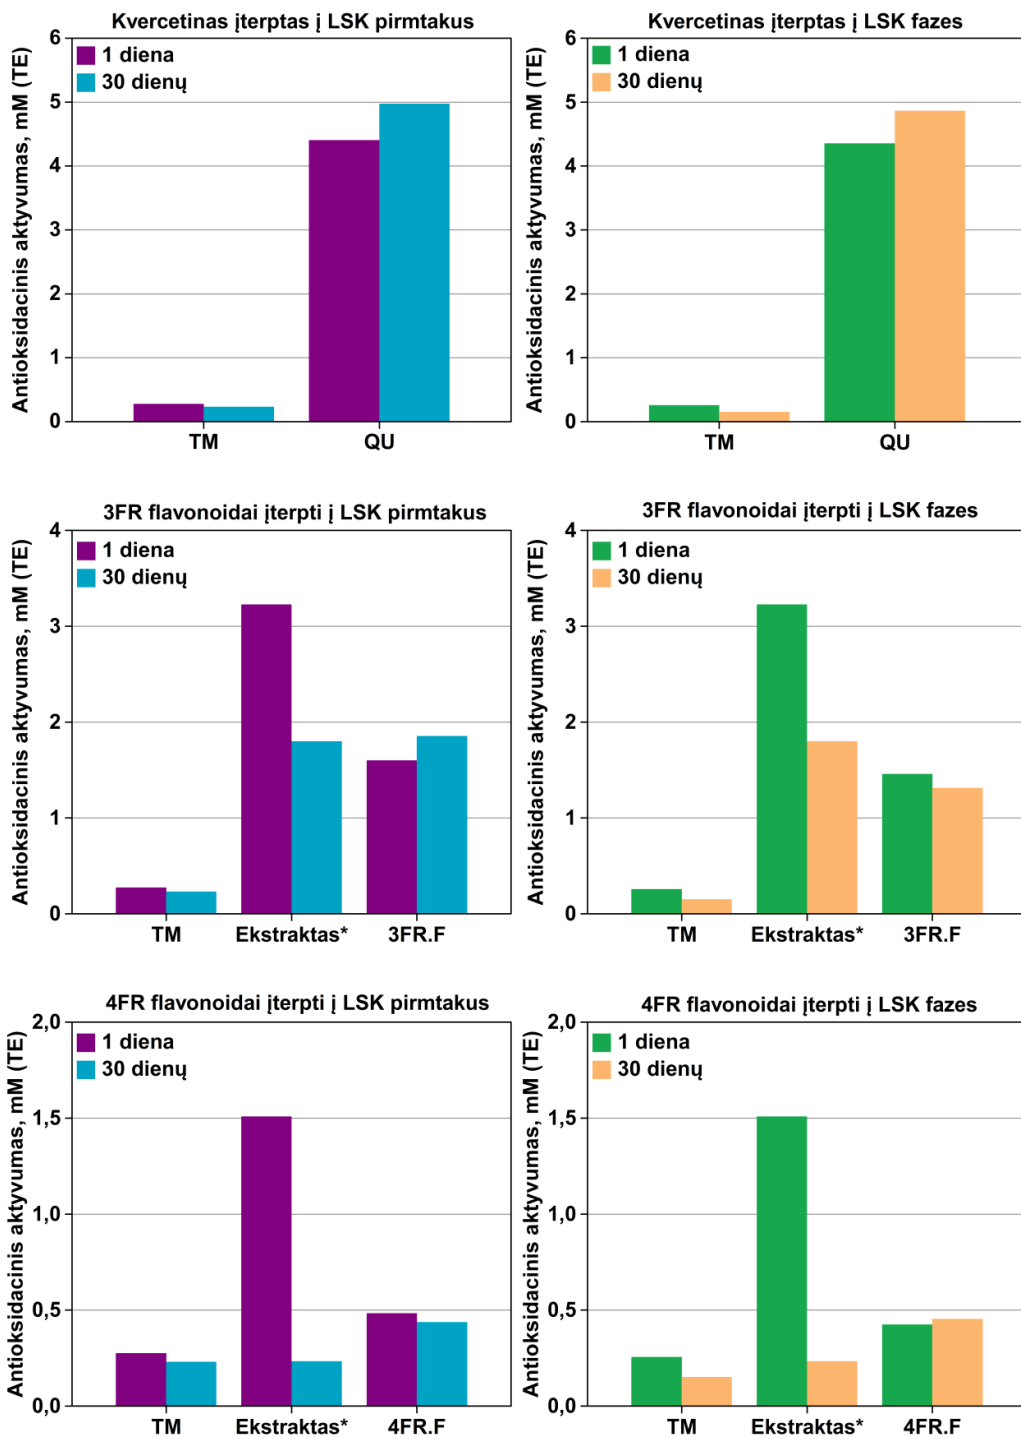 Kvercetinas įterptas į LSK pirmtakus
Antioksidacinis aktyvumas, mM (TE)
6
5
4
3
2
1
0
1 diena
30 dienų
TM QU
Kvercetinas įterptas į LSK fazes
Antioksidacinis aktyvumas, mM (TE)
6
5
4
3
2
1
0
1 diena
30 dienų
TM QU
3FR flavonoidai įterpti į LSK pirmtakus
Antioksidacinis aktyvumas, mM (TE)
4
3
2
1
0
1 diena
30 dienų
TM Ekstraktas* 3FR.F
3FR flavonoidai įterpti į LSK fazes
Antioksidacinis aktyvumas, mM (TE)
4
3
2
1
0
1 diena
30 dienų
TM Ekstraktas* 3FR.F
4FR flavonoidai įterpti į LSK pirmtakus
Antioksidacinis aktyvumas, mM (TE)
2,0
1,5
1,0
0,5
0,0
1 diena
30 dienų
TM Ekstraktas* 4FR.F
4FR flavonoidai įterpti į LSK fazes
Antioksidacinis aktyvumas, mM (TE)
2,0
1,5
1,0
0,5
0,0
1 diena
30 dienų
TM Ekstraktas* 4FR.F